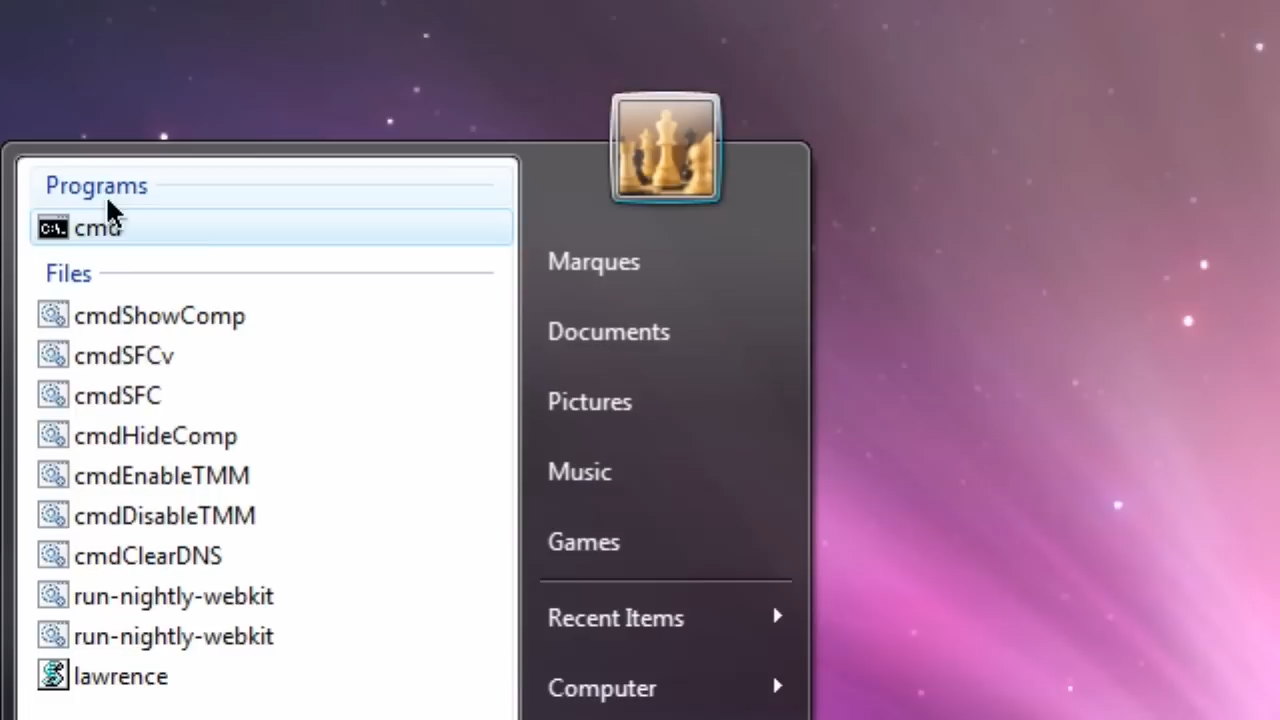 Programs
C:\.
cmd
Files
cmdShowComp
cmdSFCv
cmdSFC
cmdHideComp
cmdEnableTMM
cmdDisableTMM
cmdClearDNS
run-nightly-webkit
run-nightly-webkit
lawrence
Marques
Documents
Pictures
Music
Games
Recent Items
Computer